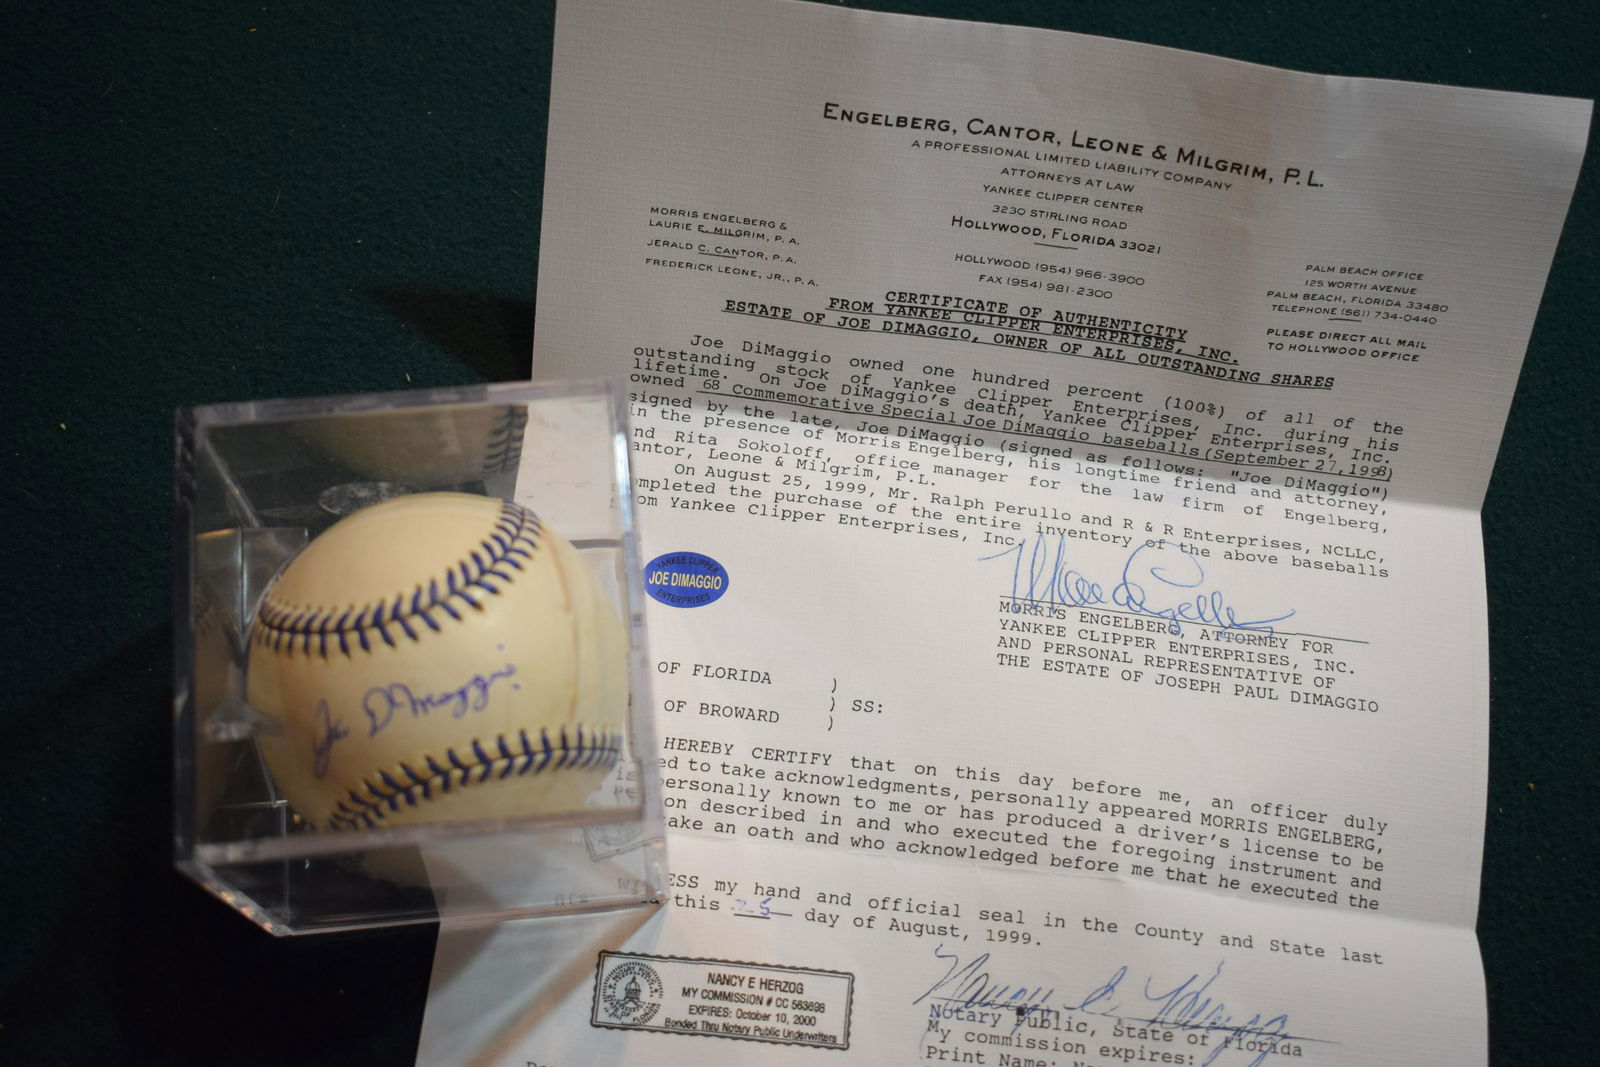 ENGELBERG, CANTOR, LEONE & MILGRIM, P.L.
A PROFESSIONAL LIMITED LIABILITY COMPANY
ATTORNEYS AT LAW
YANKEE CLIPPER CENTER
3230 STIRLING ROAD
HOLLYWOOD, FLORIDA 33021
MORRIS ENGELBERG &
LAURIE E. MILGRIM, P.A.
JERALD C. CANTOR, P.A.
FREDERICK LEONE, JR., P.A.
HOLLYWOOD (954) 966-3900
FAX (954) 981-2300
PALM BEACH OFFICE
125 WORTH AVENUE
PALM BEACH, FLORIDA 33480
TELEPHONE (561) 734-0440
PLEASE DIRECT ALL MAIL
TO HOLLYWOOD OFFICE
CERTIFICATE OF AUTHENTICITY
FROM YANKEE CLIPPER ENTERPRISES, INC.
ESTATE OF JOE DIMAGGIO, OWNER OF ALL OUTSTANDING SHARES
Joe DiMaggio owned one hundred percent (100%) of all of the
outstanding stock of Yankee Clipper Enterprises, Inc. during his
lifetime. On Joe DiMaggio's death, Yankee Clipper Enterprises, Inc.
owned 68 Commemorative Special Joe DiMaggio baseballs (September 27, 1998)
signed by the late, Joe DiMaggio (signed as follows: "Joe DiMaggio")
in the presence of Morris Engelberg, his longtime friend and attorney,
nd Rita Sokoloff, office manager for the law firm of Engelberg,
antor, Leone & Milgrim, P.L.
On August 25, 1999, Mr. Ralph Perullo and R & R Enterprises, NCLLC,
ompleted the purchase of the entire inventory of the above baseballs
om Yankee Clipper Enterprises, Inc.
YANKEE CLIPPER
JOE DIMAGGIO
ENTERPRISES
Morris Engelberg
MORRIS ENGELBERG, ATTORNEY FOR
YANKEE CLIPPER ENTERPRISES, INC.
AND PERSONAL REPRESENTATIVE OF
THE ESTATE OF JOSEPH PAUL DIMAGGIO
Joe DiMaggio
OF FLORIDA )
) SS:
OF BROWARD )
HEREBY CERTIFY that on this day before me, an officer duly
ed to take acknowledgments, personally appeared MORRIS ENGELBERG,
personally known to me or has produced a driver's license to be
on described in and who executed the foregoing instrument and
ake an oath and who acknowledged before me that he executed the
ESS my hand and official seal in the County and State last
this 25 day of August, 1999.
NANCY E HERZOG
MY COMMISSION # CC 563698
EXPIRES: October 10, 2000
Bonded Thru Notary Public Underwriters
Nancy E. Herzog
Notary Public, State of Florida
My commission expires:
Print Name: